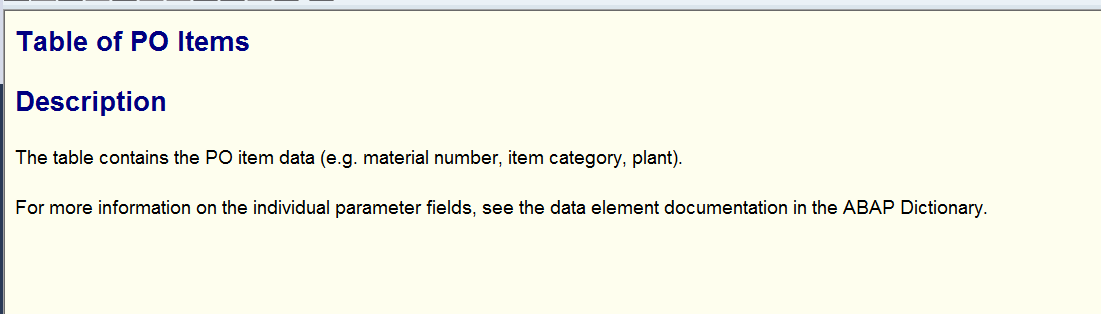 Table of PO Items
Description
The table contains the PO item data (e.g. material number, item category, plant).
For more information on the individual parameter fields, see the data element documentation in the ABAP Dictionary.